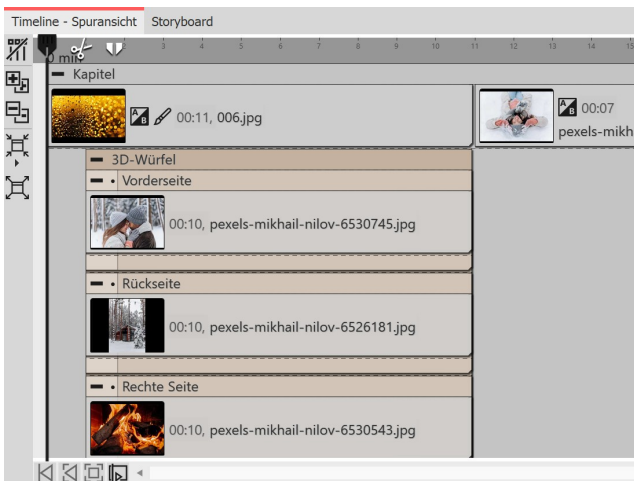 Timeline - Spuransicht Storyboard
0 min 3 4 5 6 7 8 9 10 11 12 13 14 15
Kapitel
A B 00:11, 006.jpg
A B 00:07
pexels-mikh
3D-Würfel
Vorderseite
00:10, pexels-mikhail-nilov-6530745.jpg
Rückseite
00:10, pexels-mikhail-nilov-6526181.jpg
Rechte Seite
00:10, pexels-mikhail-nilov-6530543.jpg